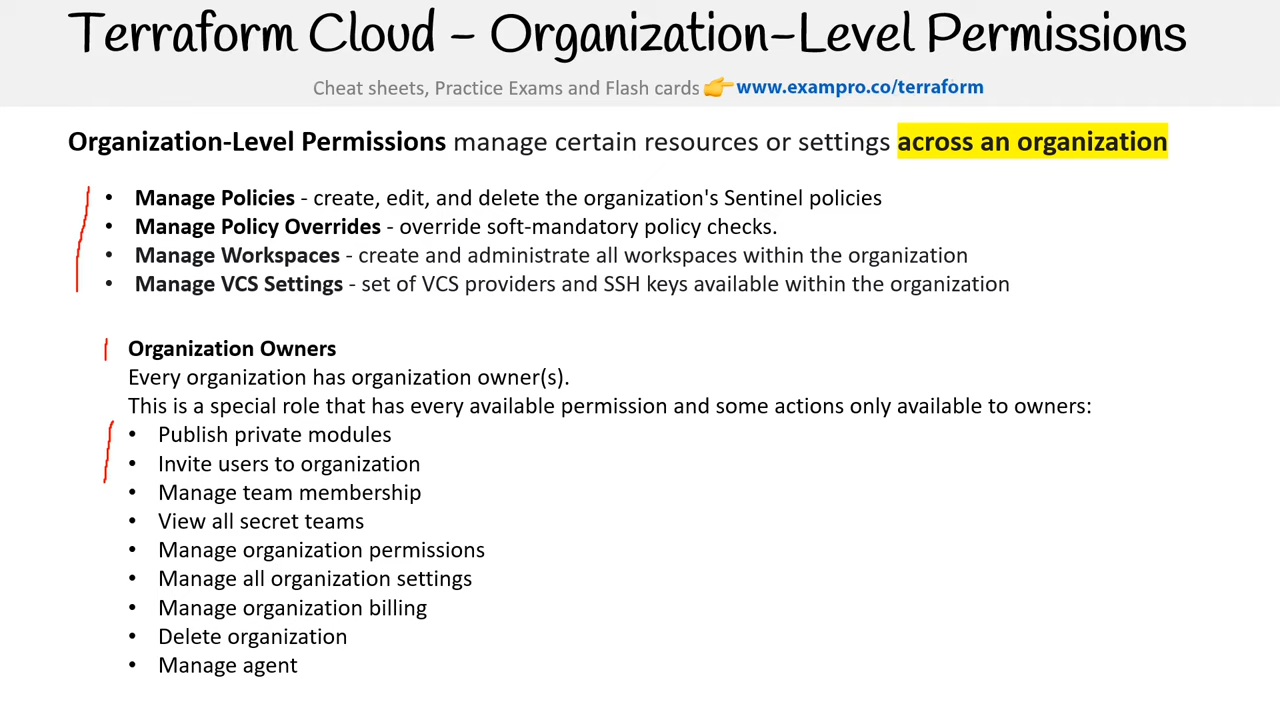 Terraform Cloud – Organization-Level Permissions
Cheat sheets, Practice Exams and Flash cards 👉 www.exampro.co/terraform
Organization-Level Permissions manage certain resources or settings across an organization
• Manage Policies - create, edit, and delete the organization's Sentinel policies
• Manage Policy Overrides - override soft-mandatory policy checks.
• Manage Workspaces - create and administrate all workspaces within the organization
• Manage VCS Settings - set of VCS providers and SSH keys available within the organization
Organization Owners
Every organization has organization owner(s).
This is a special role that has every available permission and some actions only available to owners:
• Publish private modules
• Invite users to organization
• Manage team membership
• View all secret teams
• Manage organization permissions
• Manage all organization settings
• Manage organization billing
• Delete organization
• Manage agent